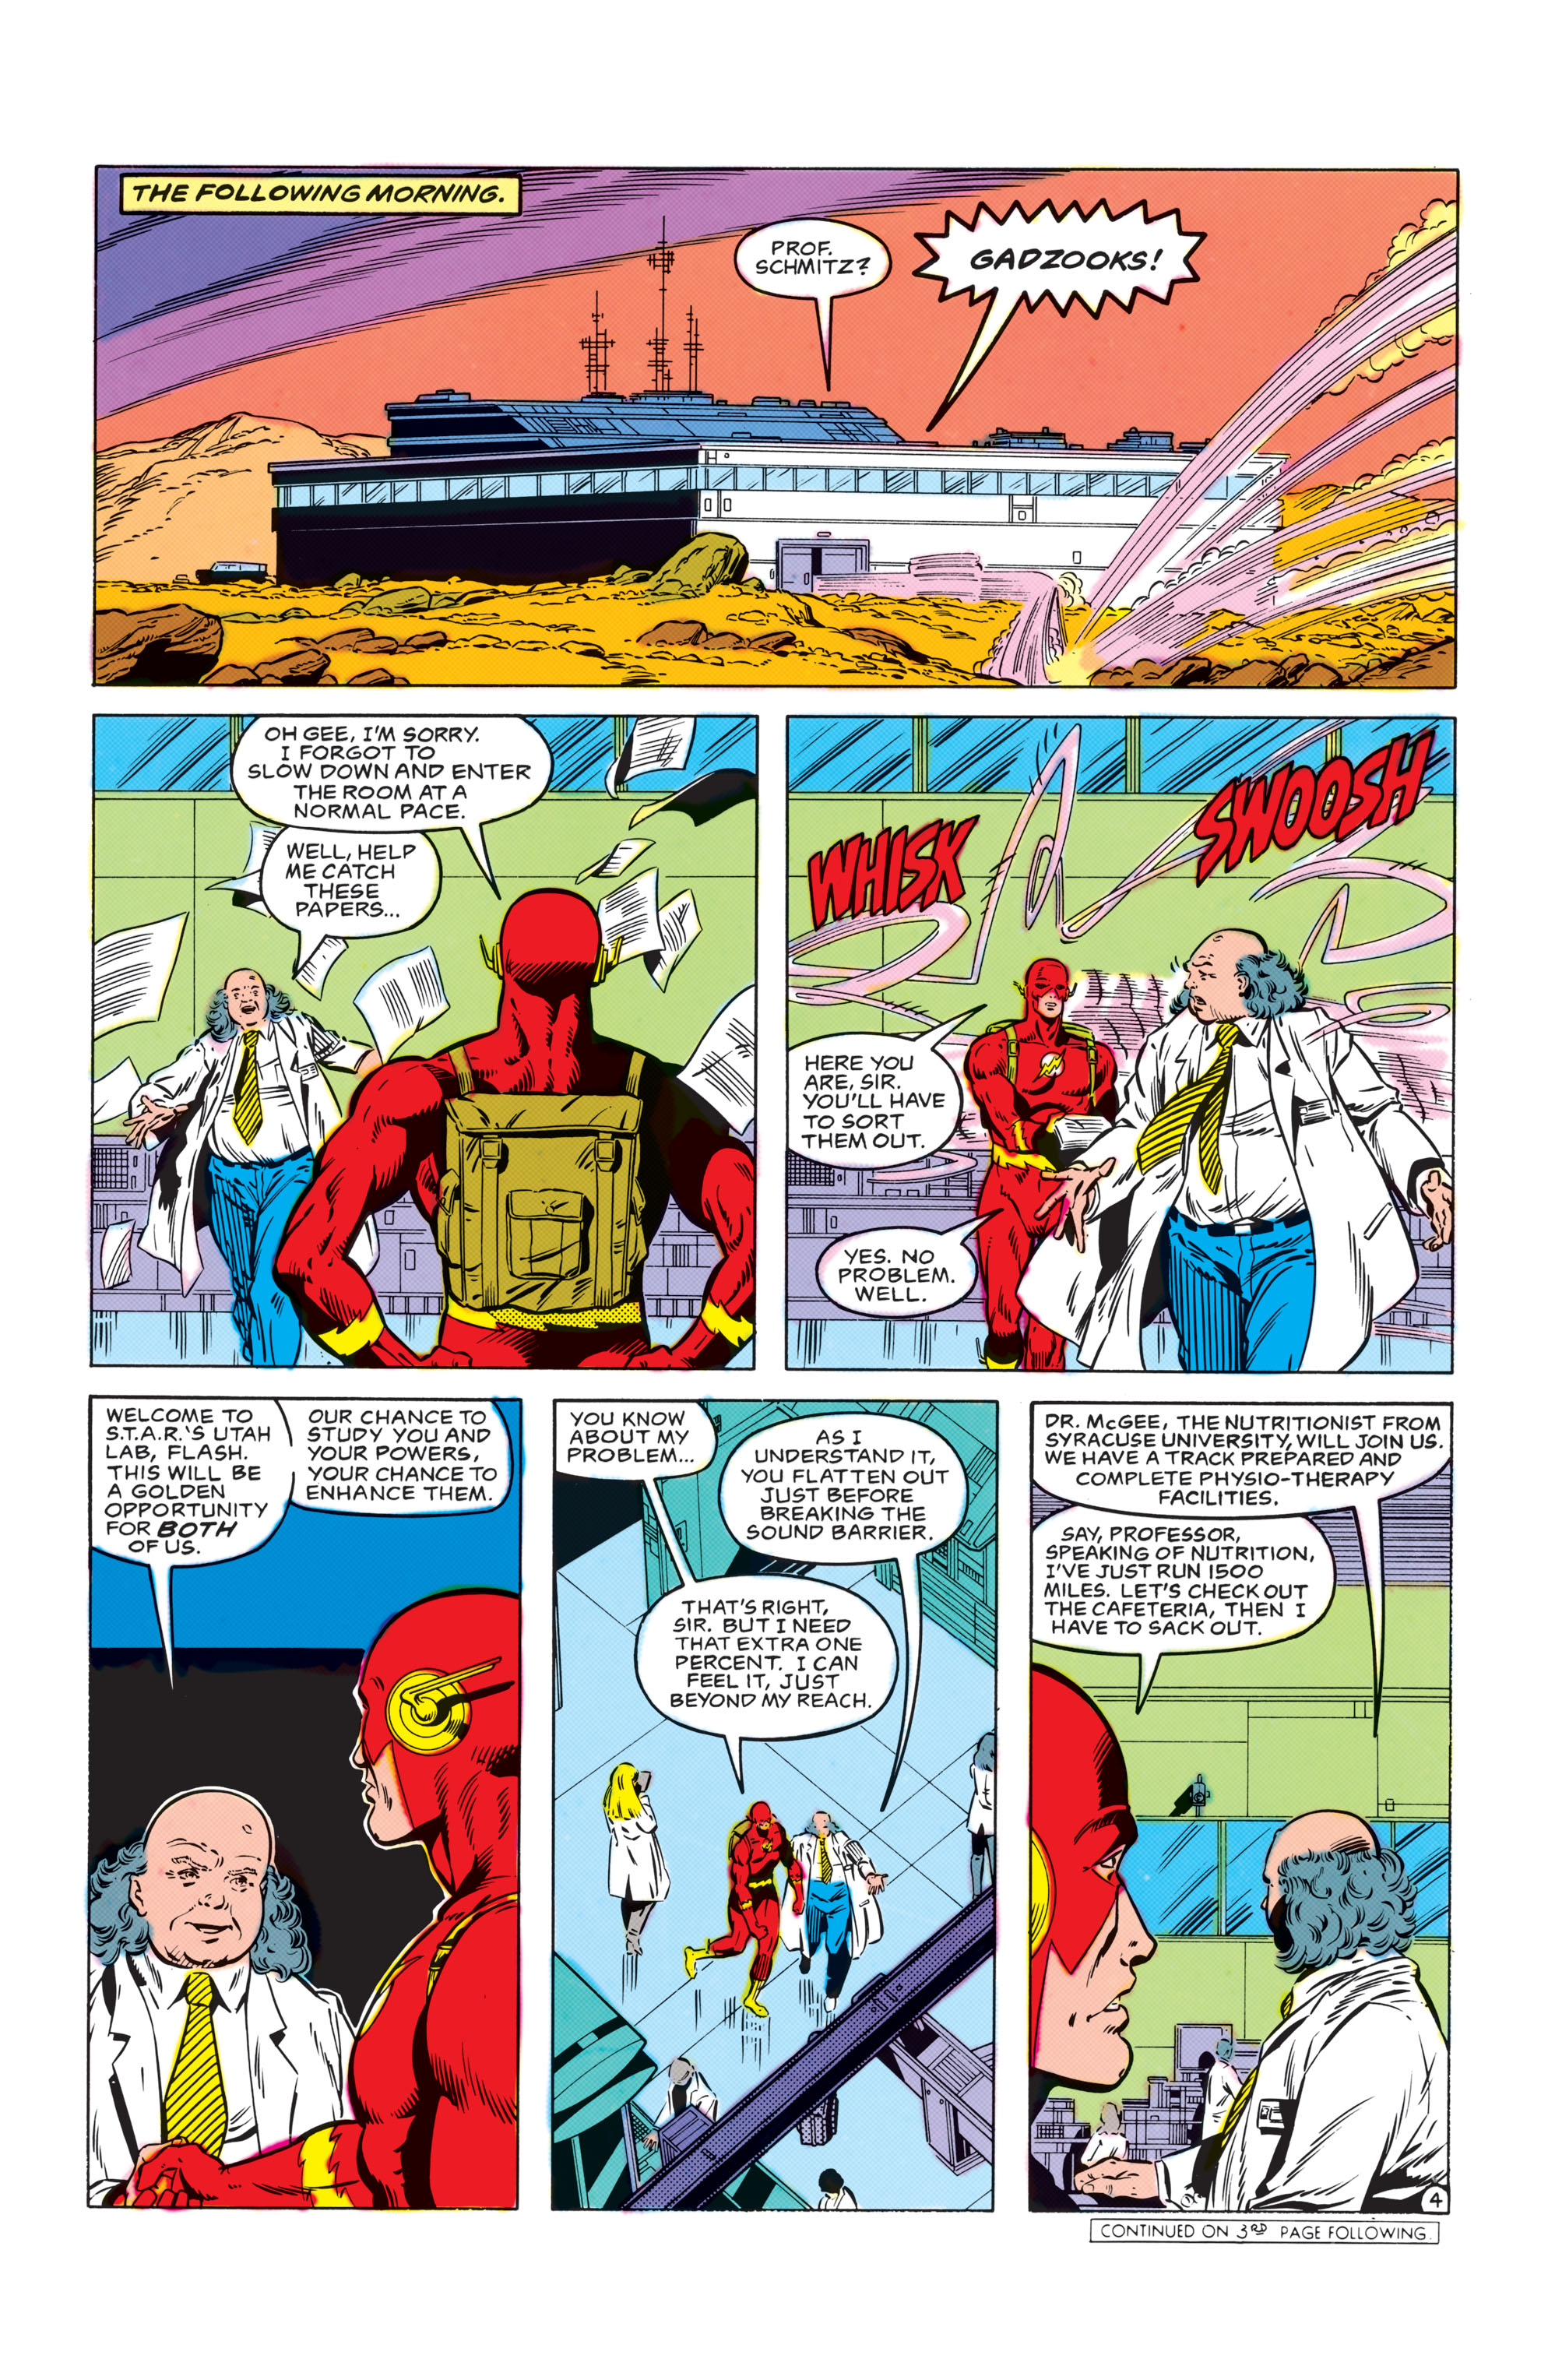 THE FOLLOWING MORNING.
PROF.
SCHMITZ?
GADZOOKS!
OH GEE, I'M SORRY.
I FORGOT TO
SLOW DOWN AND ENTER
THE ROOM AT A
NORMAL PACE.
WELL, HELP
ME CATCH
THESE
PAPERS...
WHISK
SWOOSH
HERE YOU
ARE, SIR.
YOU'LL HAVE
TO SORT
THEM OUT.
YES. NO
PROBLEM.
WELL.
WELCOME TO
S.T.A.R.'S UTAH
LAB, FLASH.
THIS WILL BE
A GOLDEN
OPPORTUNITY
FOR BOTH
OF US.
OUR CHANCE TO
STUDY YOU AND
YOUR POWERS,
YOUR CHANCE TO
ENHANCE THEM.
YOU KNOW
ABOUT MY
PROBLEM...
AS I
UNDERSTAND IT,
YOU FLATTEN OUT
JUST BEFORE
BREAKING THE
SOUND BARRIER.
THAT'S RIGHT,
SIR. BUT I NEED
THAT EXTRA ONE
PERCENT. I CAN
FEEL IT, JUST
BEYOND MY REACH.
DR. McGEE, THE NUTRITIONIST FROM
SYRACUSE UNIVERSITY, WILL JOIN US.
WE HAVE A TRACK PREPARED AND
COMPLETE PHYSIO-THERAPY
FACILITIES.
SAY, PROFESSOR,
SPEAKING OF NUTRITION,
I'VE JUST RUN 1500
MILES. LET'S CHECK OUT
THE CAFETERIA, THEN I
HAVE TO SACK OUT.
4
CONTINUED ON 3RD PAGE FOLLOWING.